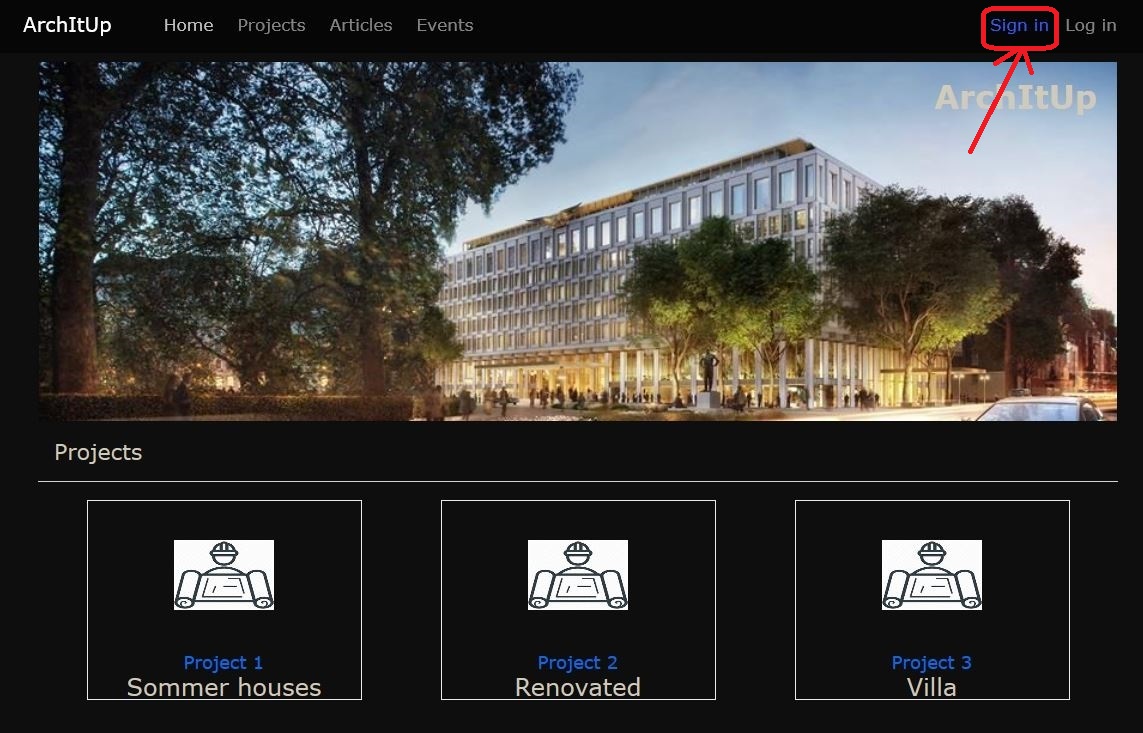 ArchItUp Home Projects Articles Events Sign in Log in
ArchItUp
Projects
Project 1 Project 2 Project 3
Sommer houses Renovated Villa